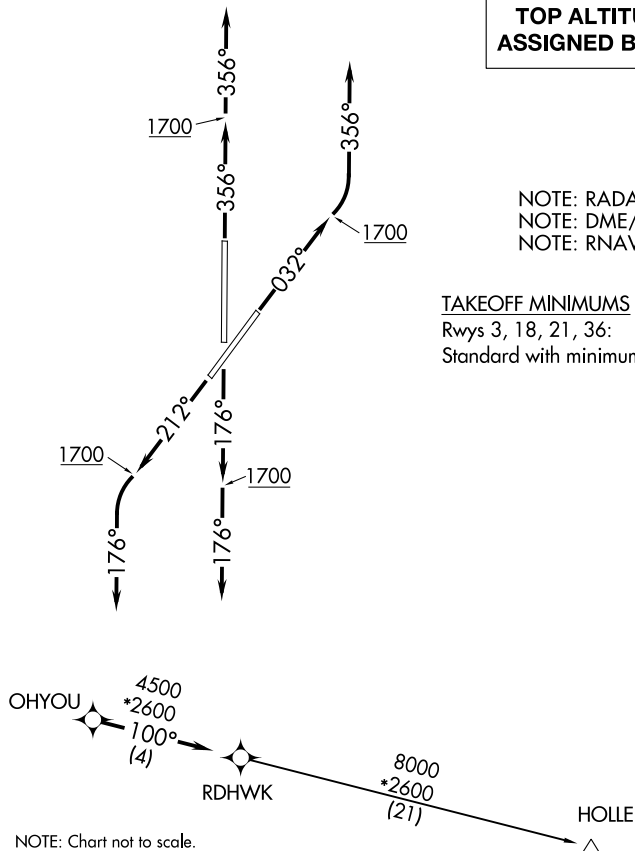 TOP ALTITU
ASSIGNED B
356°
1700
356°
356°
1700
032°
NOTE: RADA
NOTE: DME/
NOTE: RNAV
TAKEOFF MINIMUMS
Rwys 3, 18, 21, 36:
Standard with minimum
212°
176°
1700
1700
176°
176°
OHYOU
4500
*2600
100°
(4)
RDHWK
8000
*2600
(21)
HOLLE
NOTE: Chart not to scale.